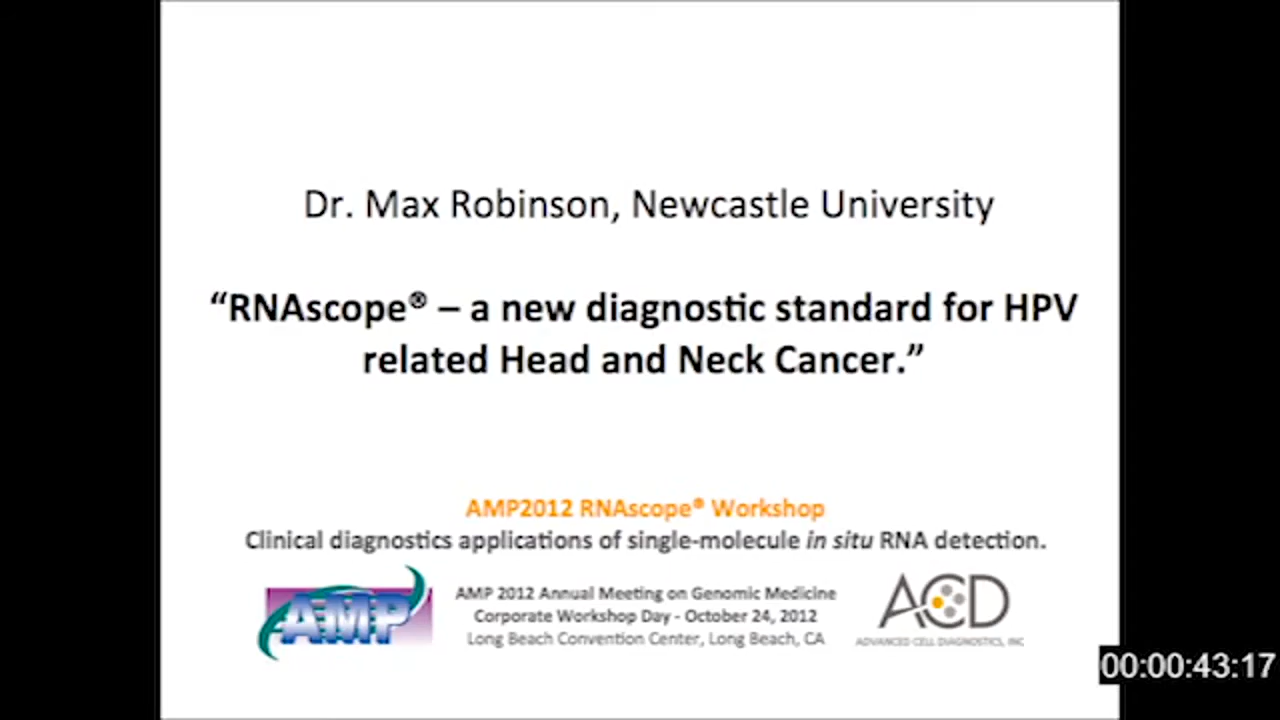 Dr. Max Robinson, Newcastle University
“RNAscope® – a new diagnostic standard for HPV
related Head and Neck Cancer.”
AMP2012 RNAscope® Workshop
Clinical diagnostics applications of single-molecule in situ RNA detection.
AMP
AMP 2012 Annual Meeting on Genomic Medicine
Corporate Workshop Day - October 24, 2012
Long Beach Convention Center, Long Beach, CA
ACD
ADVANCED CELL DIAGNOSTICS, INC
00:00:43:17